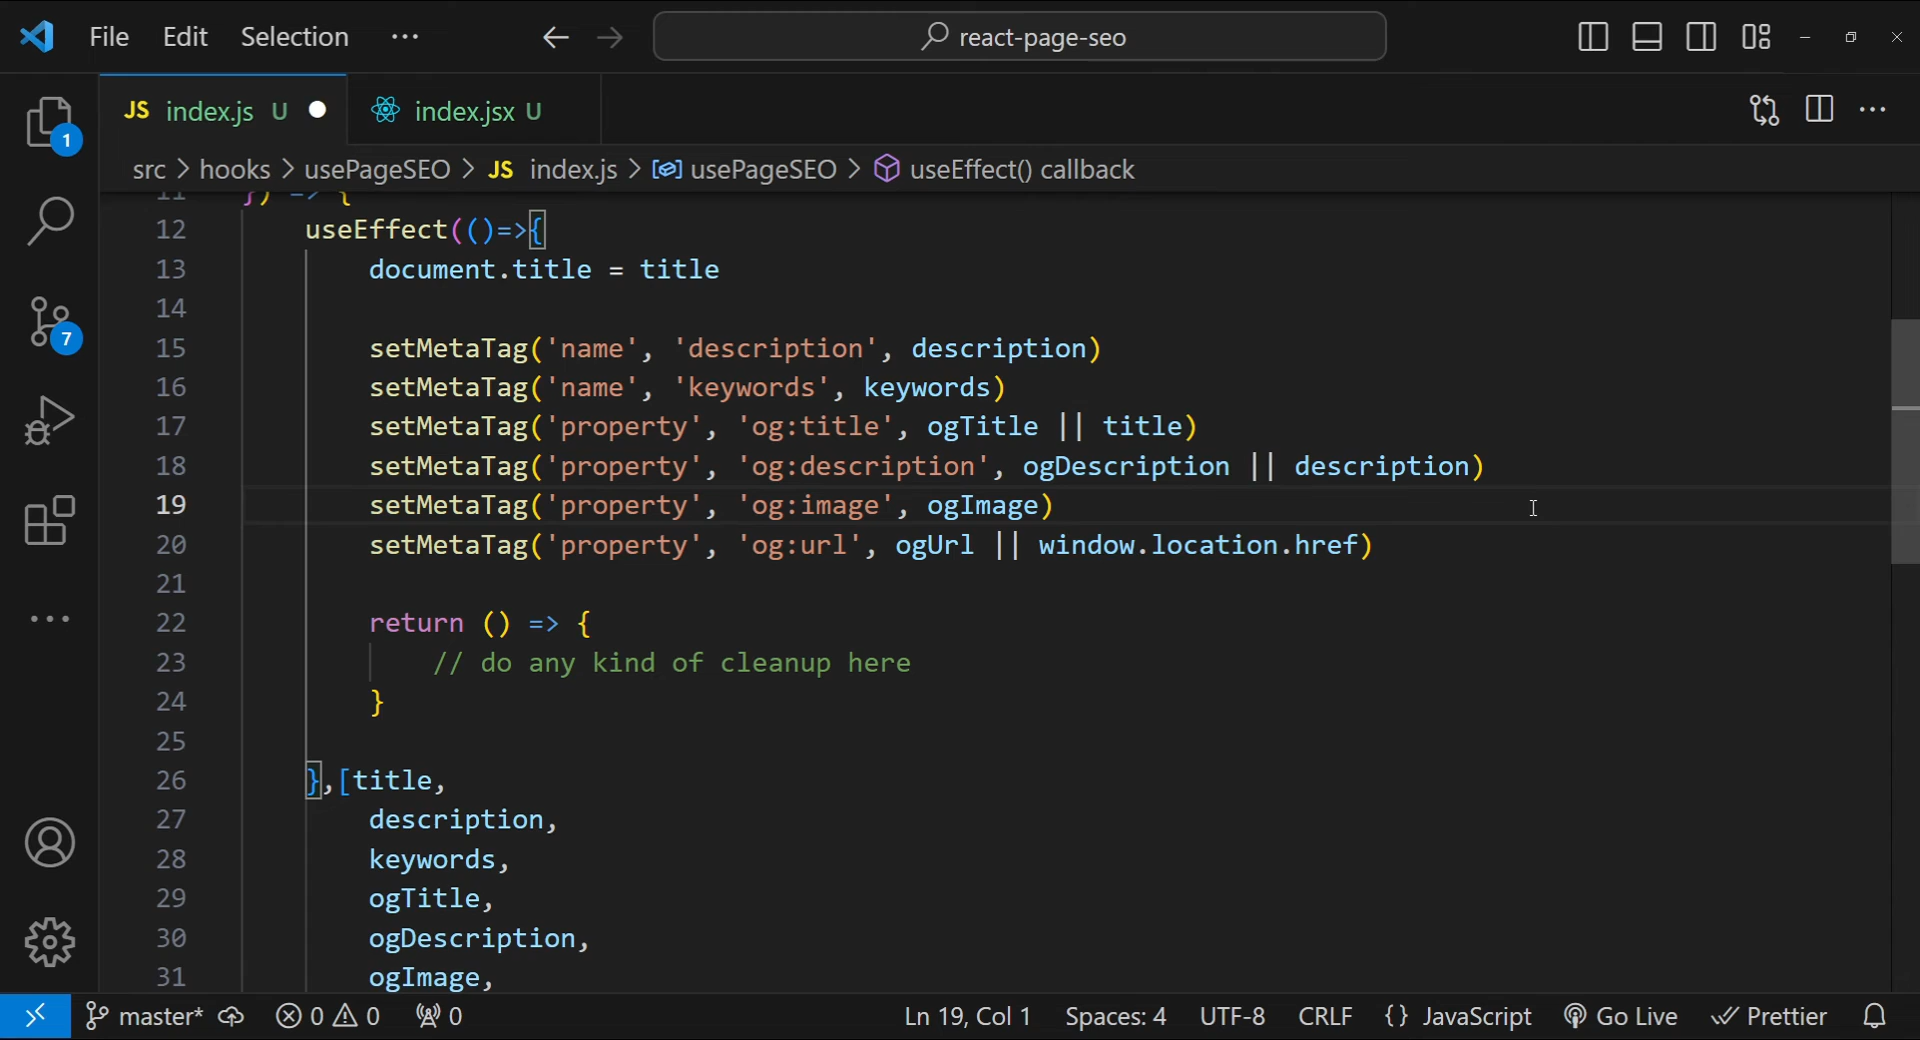 File Edit Selection ··· react-page-seo
JS index.js U index.jsx U ···
1
src > hooks > usePageSEO > JS index.js > usePageSEO > useEffect() callback
11 }) => {
12 useEffect(()=>{
13 document.title = title
14
15 setMetaTag('name', 'description', description)
16 setMetaTag('name', 'keywords', keywords)
17 setMetaTag('property', 'og:title', ogTitle || title)
7
18 setMetaTag('property', 'og:description', ogDescription || description)
19 setMetaTag('property', 'og:image', ogImage)
20 setMetaTag('property', 'og:url', ogUrl || window.location.href)
21
22 return () => {
23 // do any kind of cleanup here
24 }
25
26 },[title,
27 description,
28 keywords,
29 ogTitle,
30 ogDescription,
31 ogImage,
master* 0 0 0 Ln 19, Col 1 Spaces: 4 UTF-8 CRLF {} JavaScript Go Live Prettier